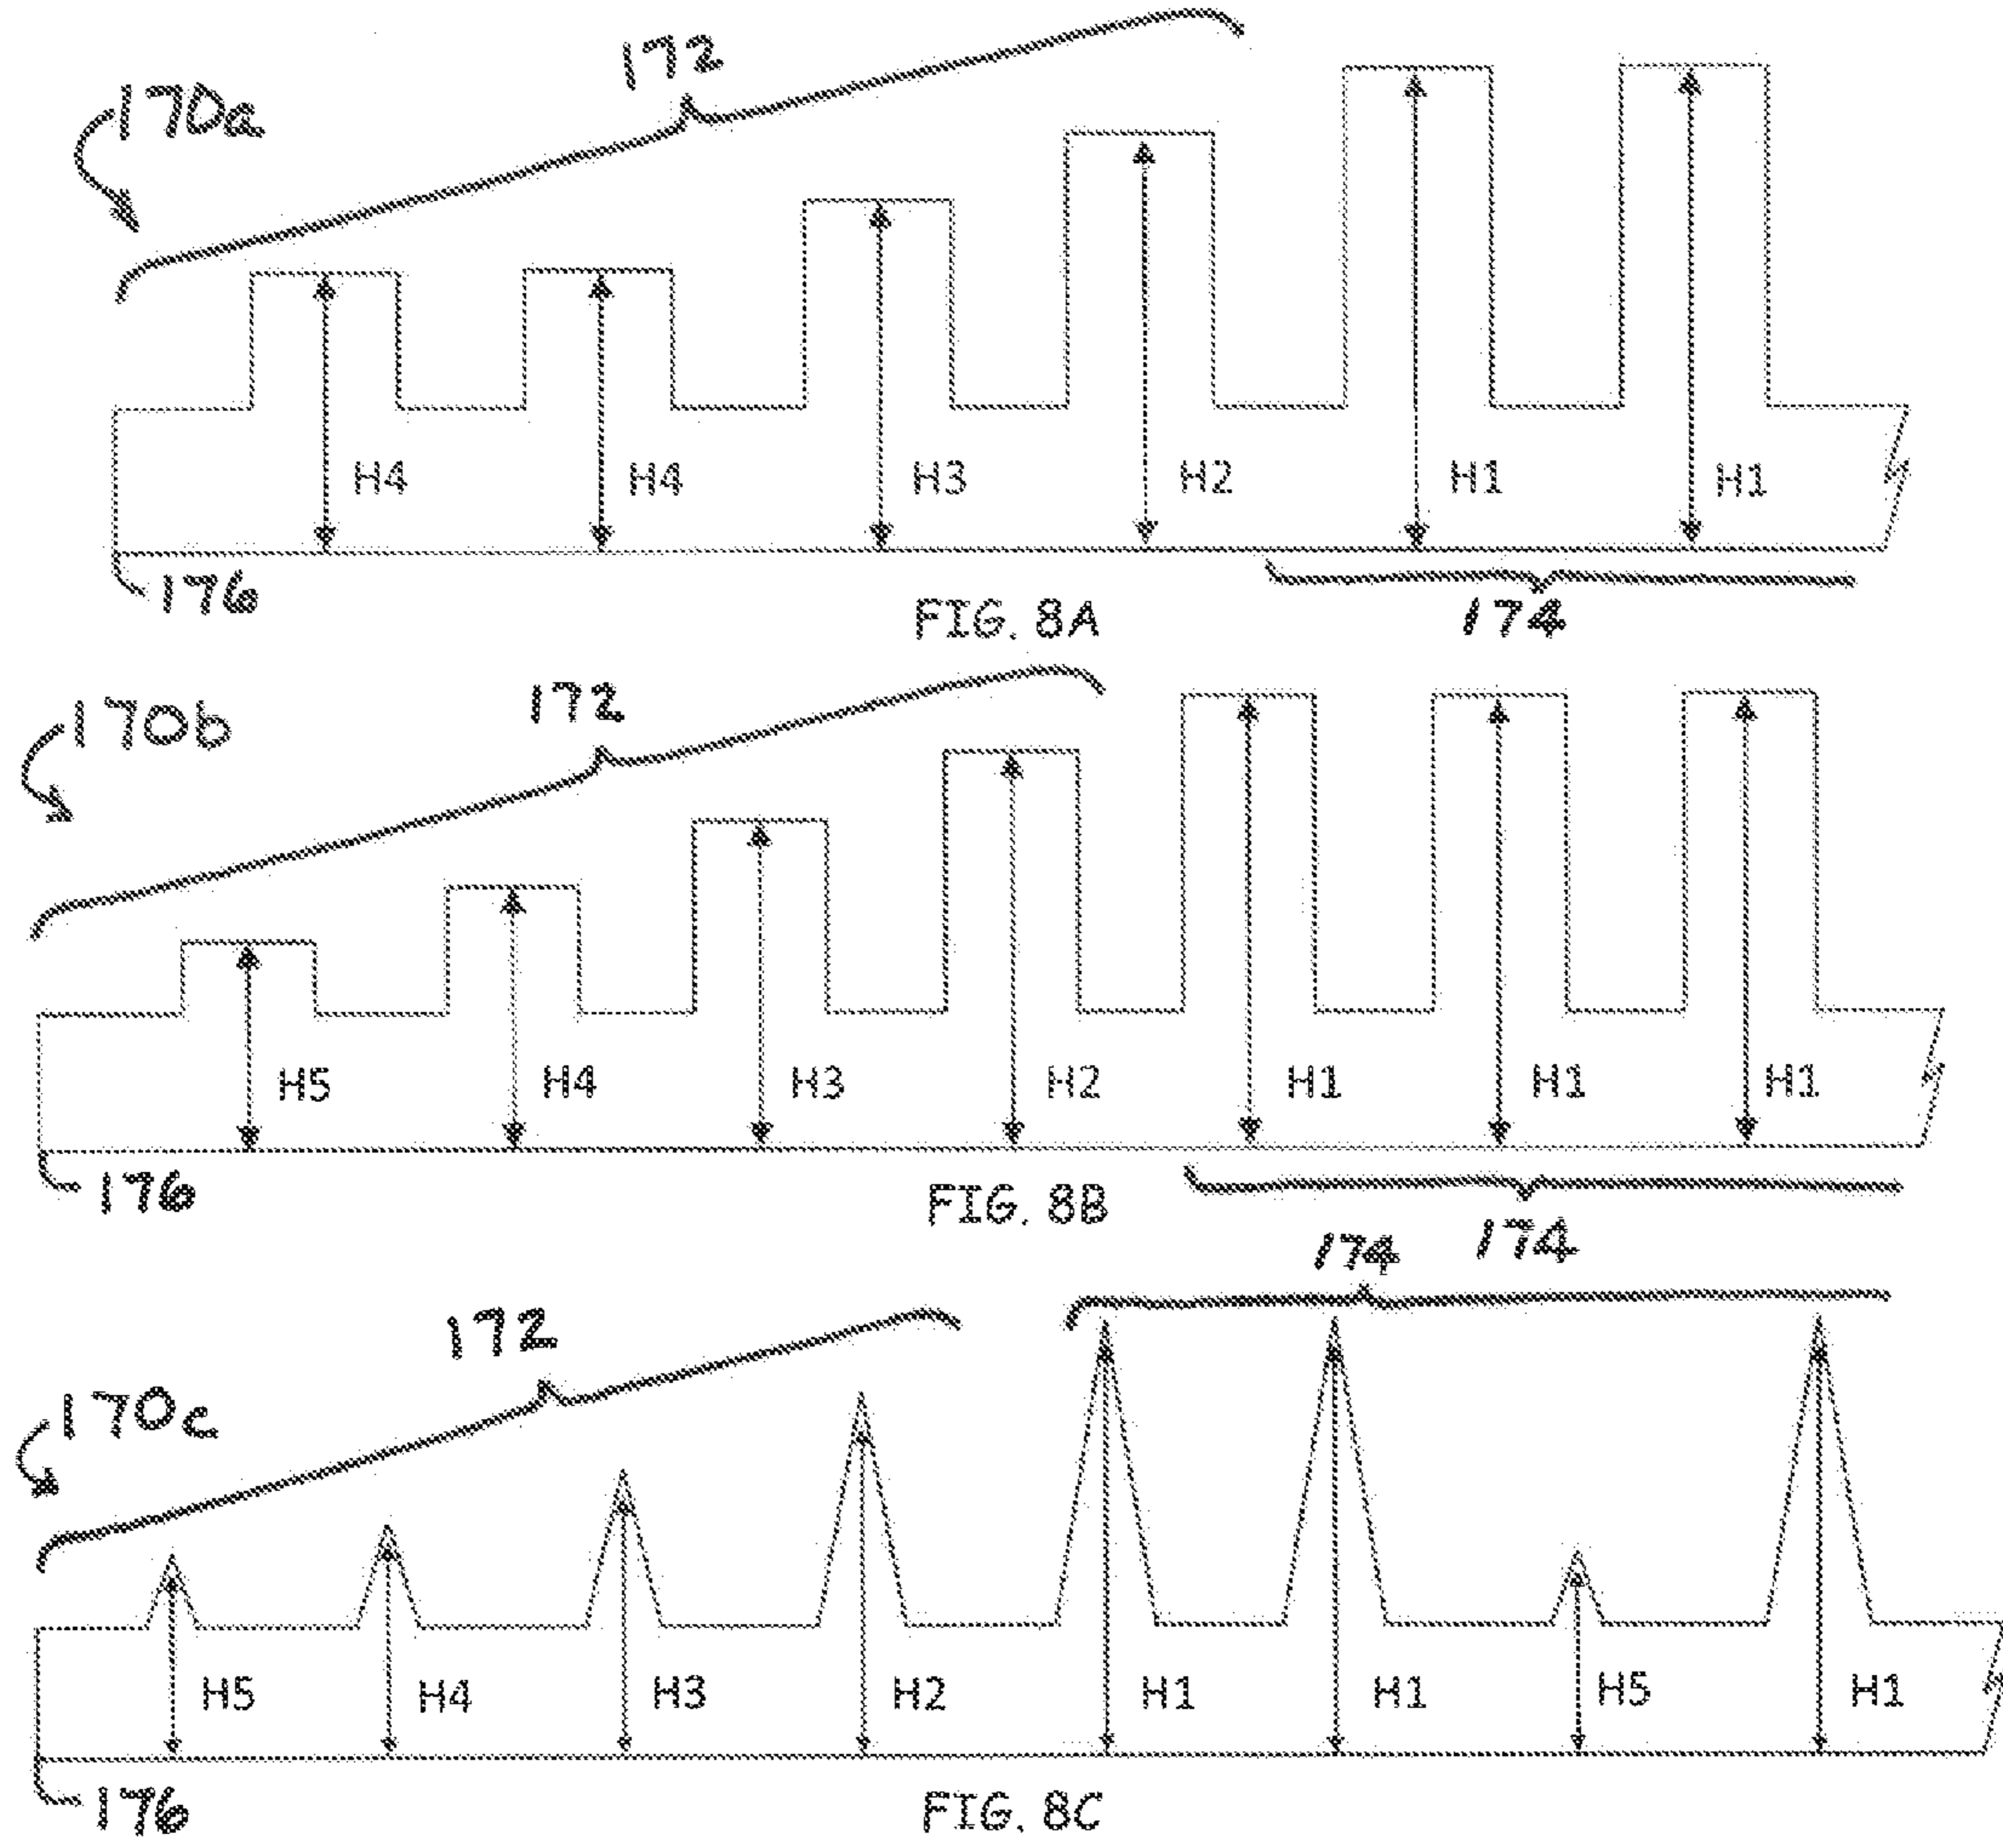 172
170a
H4 H4 H3 H2 H1 H1
176
FIG. 8A
174
172
170b
H5 H4 H3 H2 H1 H1 H1
176
FIG. 8B
174
174
172
170c
H5 H4 H3 H2 H1 H1 H5 H1
176
FIG. 8C